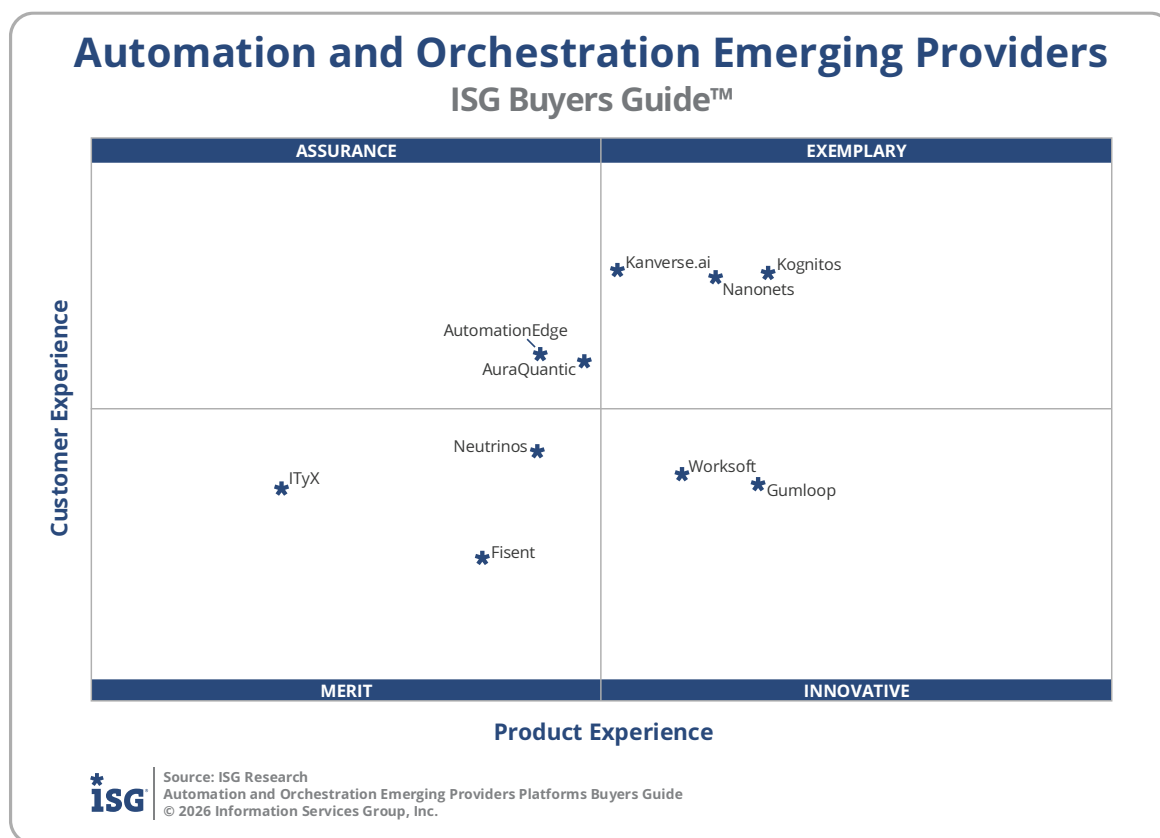 Automation and Orchestration Emerging Providers
ISG Buyers Guide™
ASSURANCE
EXEMPLARY
Kanverse.ai
Kognitos
Nanonets
AutomationEdge
AuraQuantic
Customer Experience
Neutrinos
Worksoft
ITyX
Gumloop
Fisent
MERIT
INNOVATIVE
Product Experience
ISG
Source: ISG Research
Automation and Orchestration Emerging Providers Platforms Buyers Guide
© 2026 Information Services Group, Inc.